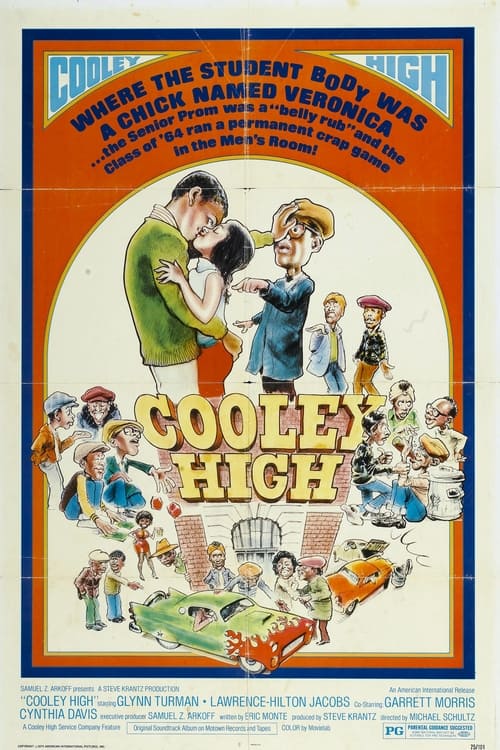 COOLEY HIGH
WHERE THE STUDENT BODY WAS
A CHICK NAMED VERONICA
...the Senior Prom was a "belly rub" and the
Class of '64 ran a permanent crap game
in the Men's Room!
COOLEY
HIGH
SAMUEL Z. ARKOFF presents A STEVE KRANTZ PRODUCTION
An American International Release
"COOLEY HIGH" starring GLYNN TURMAN • LAWRENCE-HILTON JACOBS Co-Starring GARRETT MORRIS
CYNTHIA DAVIS executive producer SAMUEL Z. ARKOFF written by ERIC MONTE produced by STEVE KRANTZ directed by MICHAEL SCHULTZ
A Cooley High Service Company Feature
Original Soundtrack Album on Motown Records and Tapes
COLOR by Movielab
PG PARENTAL GUIDANCE SUGGESTED
75/161